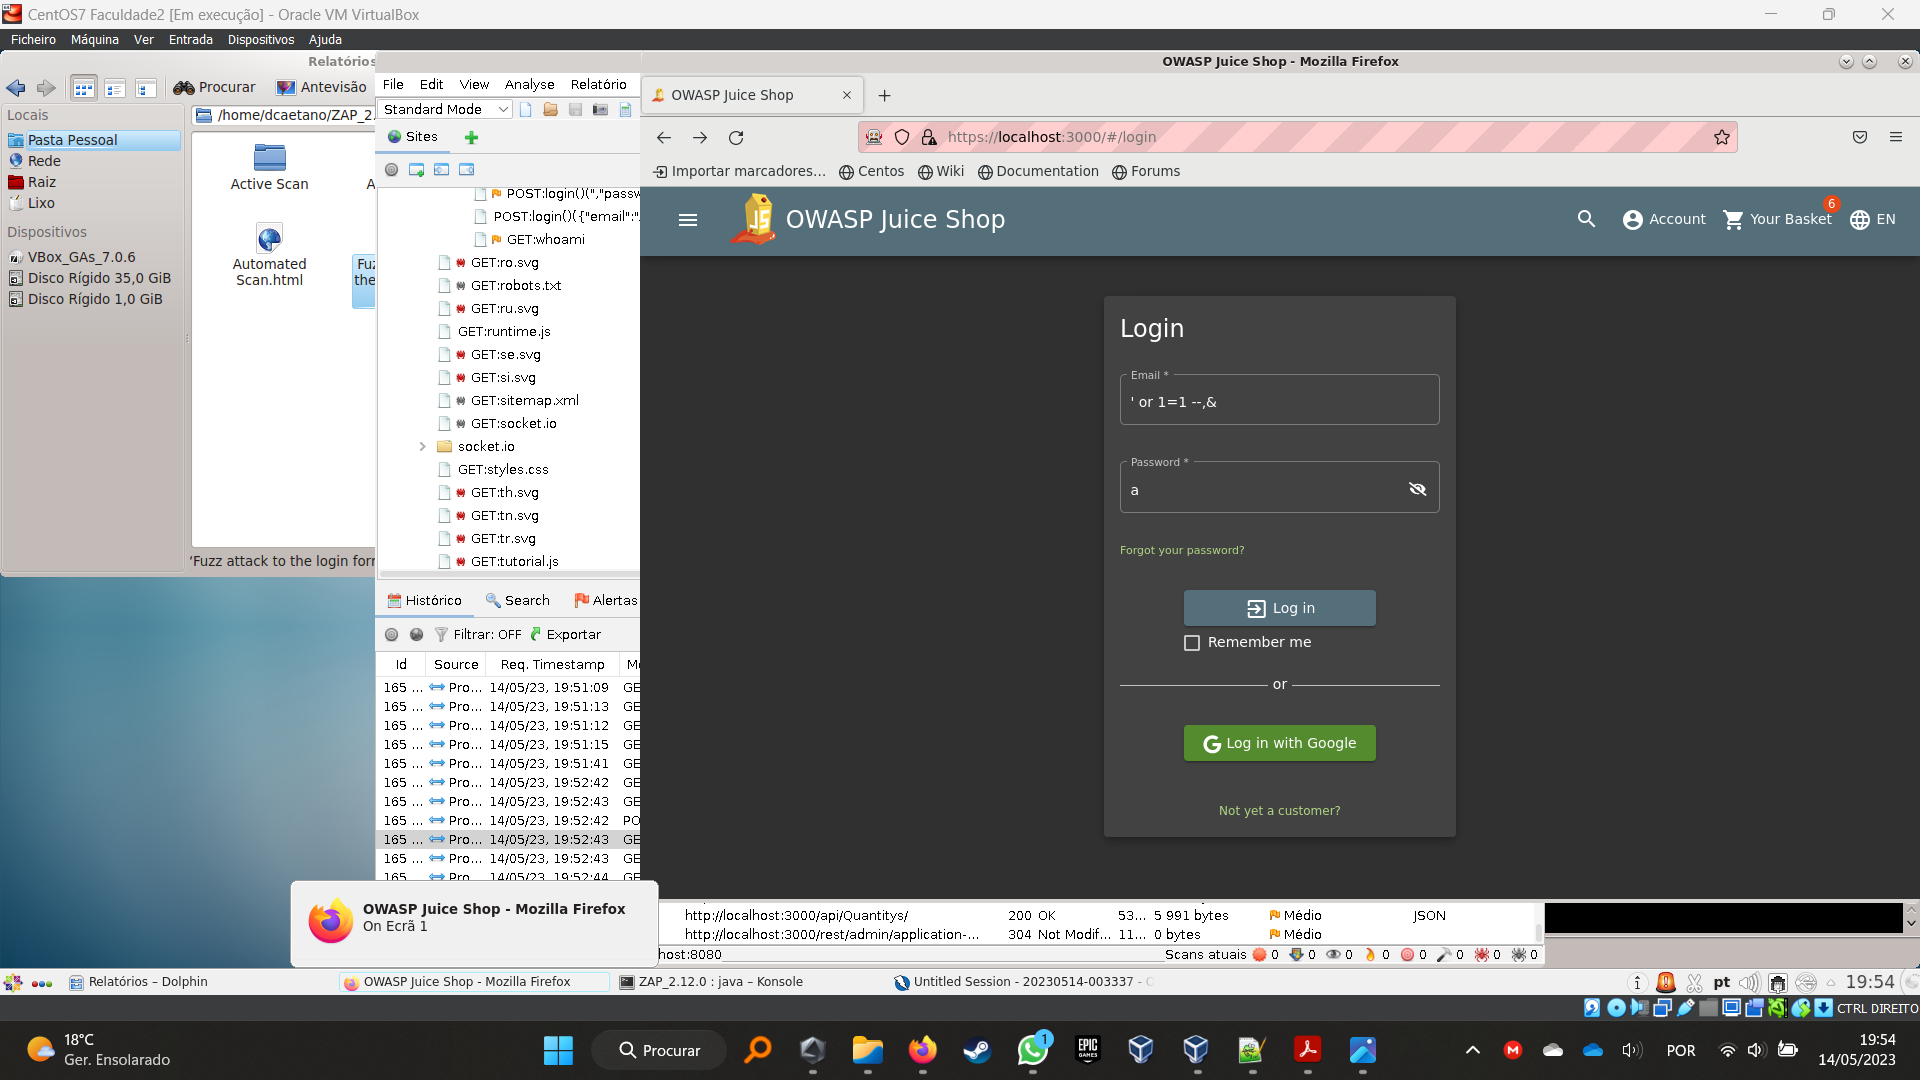 CentOS7 Faculdade2 [Em execução] - Oracle VM VirtualBox
Ficheiro Máquina Ver Entrada Dispositivos Ajuda
Relatórios
Procurar Antevisão
Locais
/home/dcaetano/ZAP_2.
Pasta Pessoal
Rede
Raiz
Lixo
Dispositivos
VBox_GAs_7.0.6
Disco Rígido 35,0 GiB
Disco Rígido 1,0 GiB
Active Scan
A
Automated
Scan.html
Fuz
the
'Fuzz attack to the login forr
File Edit View Analyse Relatório
Standard Mode
Sites
POST:login()(","passw
POST:login()({"email":".
GET:whoami
GET:ro.svg
GET:robots.txt
GET:ru.svg
GET:runtime.js
GET:se.svg
GET:si.svg
GET:sitemap.xml
GET:socket.io
socket.io
GET:styles.css
GET:th.svg
GET:tn.svg
GET:tr.svg
GET:tutorial.js
Histórico Search Alertas
Filtrar: OFF Exportar
Id Source Req. Timestamp Me
165 ... Pro... 14/05/23, 19:51:09 GE
165 ... Pro... 14/05/23, 19:51:13 GE
165 ... Pro... 14/05/23, 19:51:12 GE
165 ... Pro... 14/05/23, 19:51:15 GE
165 ... Pro... 14/05/23, 19:51:41 GE
165 ... Pro... 14/05/23, 19:52:42 GE
165 ... Pro... 14/05/23, 19:52:43 GE
165 ... Pro... 14/05/23, 19:52:42 PO
165 ... Pro... 14/05/23, 19:52:43 GE
165 ... Pro... 14/05/23, 19:52:43 GE
165 Pro... 14/05/23, 19:52:44 GE
OWASP Juice Shop - Mozilla Firefox
OWASP Juice Shop
https://localhost:3000/#/login
Importar marcadores... Centos Wiki Documentation Forums
JS OWASP Juice Shop
Account Your Basket 6 EN
Login
Email *
' or 1=1 --,&
Password *
a
Forgot your password?
Log in
Remember me
or
G Log in with Google
Not yet a customer?
OWASP Juice Shop - Mozilla Firefox
On Ecrã 1
http://localhost:3000/api/Quantitys/ 200 OK 53... 5 991 bytes Médio JSON
http://localhost:3000/rest/admin/application-... 304 Not Modif... 11... 0 bytes Médio
host:8080 Scans atuais 0 0 0 0 0 0 0 0
Relatórios – Dolphin OWASP Juice Shop - Mozilla Firefox ZAP_2.12.0 : java – Konsole Untitled Session - 20230514-003337 - pt 19:54
CTRL DIREITO
18°C
Ger. Ensolarado
Procurar
1
EPIC
GAMES
POR
19:54
14/05/2023